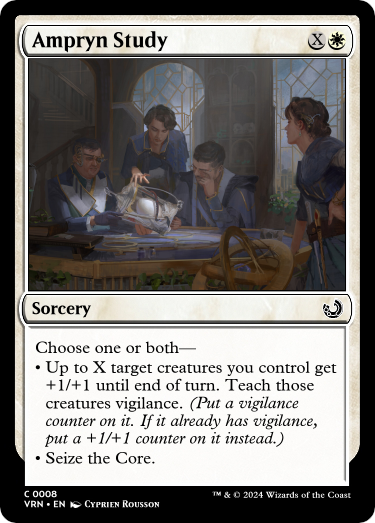 Ampryn Study X
Sorcery
Choose one or both—
• Up to X target creatures you control get
+1/+1 until end of turn. Teach those
creatures vigilance. (Put a vigilance
counter on it. If it already has vigilance,
put a +1/+1 counter on it instead.)
• Seize the Core.
C 0008
VRN • EN Cyprien Rousson
™ & © 2024 Wizards of the Coast